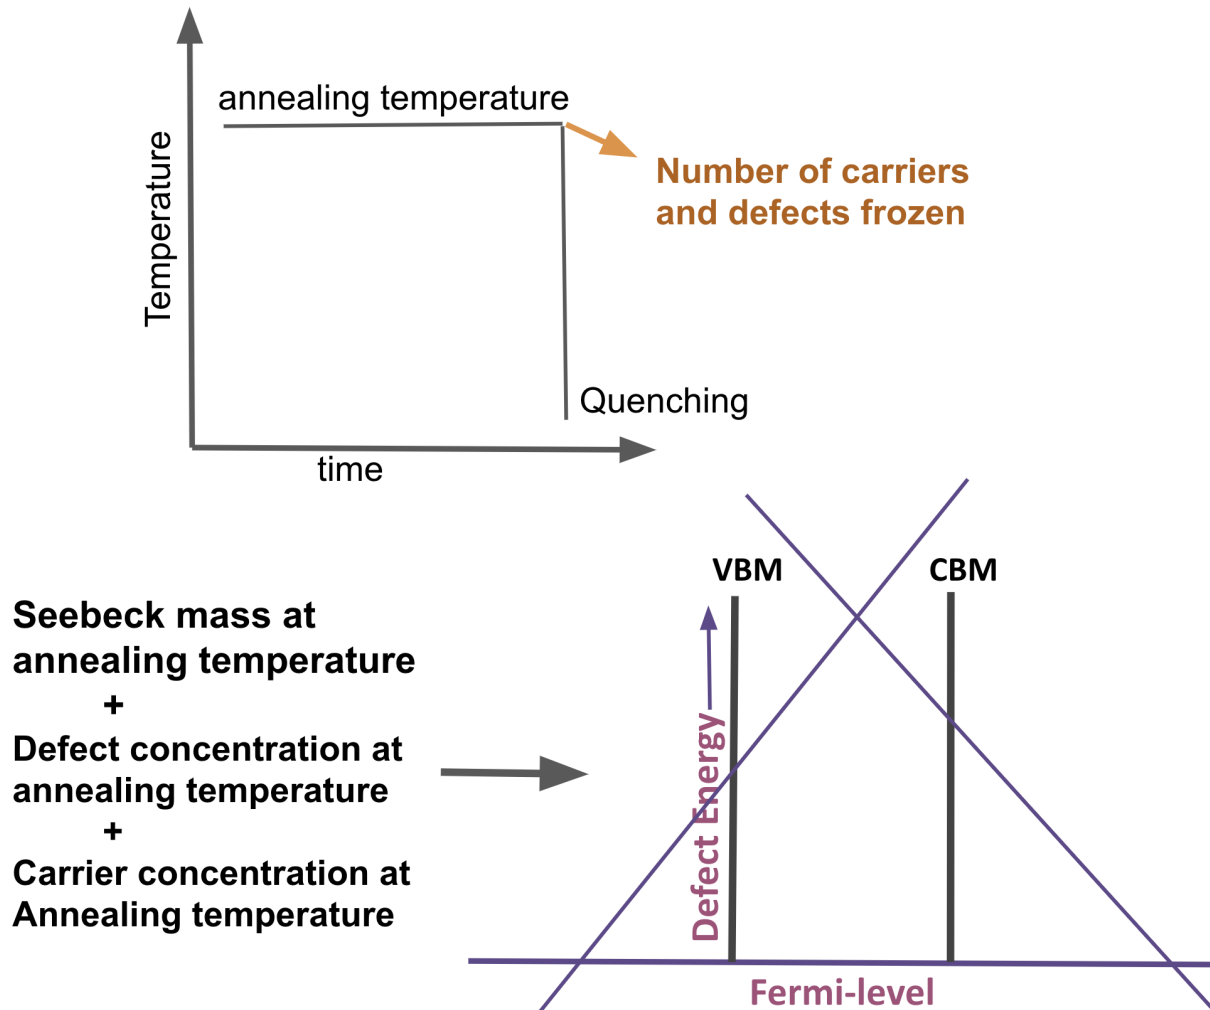 annealing temperature
Number of carriers
and defects frozen
Temperature
Quenching
time
VBM
CBM
Seebeck mass at
annealing temperature
+
Defect concentration at
annealing temperature
+
Carrier concentration at
Annealing temperature
Defect Energy
Fermi-level